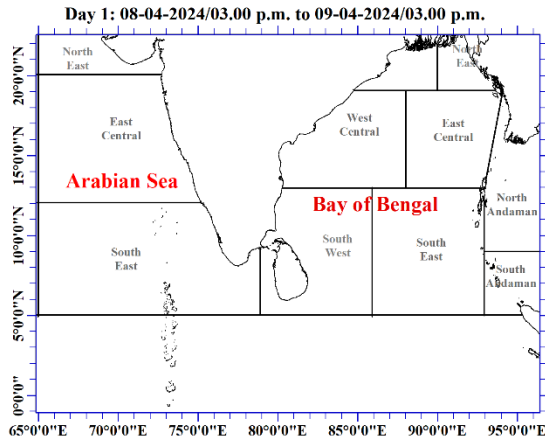 Day 1: 08-04-2024/03.00 p.m. to 09-04-2024/03.00 p.m.
North
East
North
East
20°0'0"N
East
Central
West
Central
East
Central
15°0'0"N
Arabian Sea
Bay of Bengal
North
Andaman
10°0'0"N
South
East
South
West
South
East
South
Andaman
5°0'0"N
0°0'0"
65°0'0"E 70°0'0"E 75°0'0"E 80°0'0"E 85°0'0"E 90°0'0"E 95°0'0"E